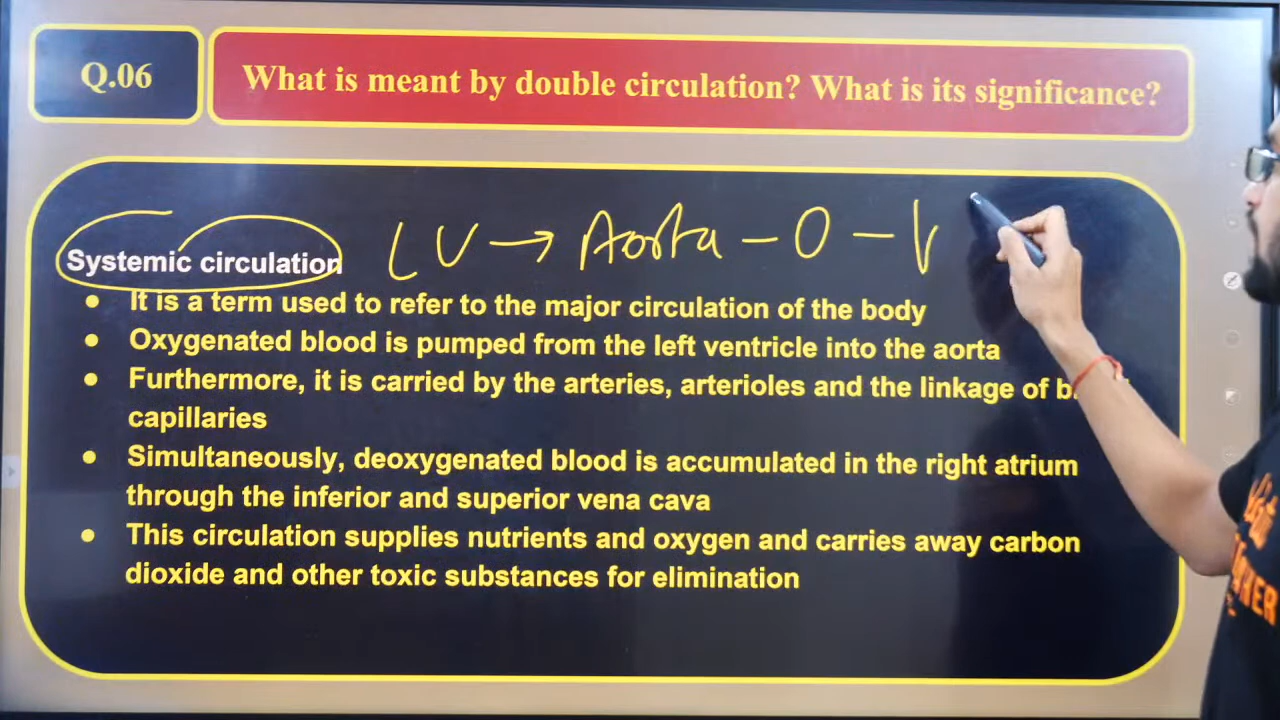 Q.06
What is meant by double circulation? What is its significance?
LV → Aorta – O – V
Systemic circulation
● It is a term used to refer to the major circulation of the body
● Oxygenated blood is pumped from the left ventricle into the aorta
● Furthermore, it is carried by the arteries, arterioles and the linkage of
capillaries
● Simultaneously, deoxygenated blood is accumulated in the right atrium
through the inferior and superior vena cava
● This circulation supplies nutrients and oxygen and carries away carbon
dioxide and other toxic substances for elimination